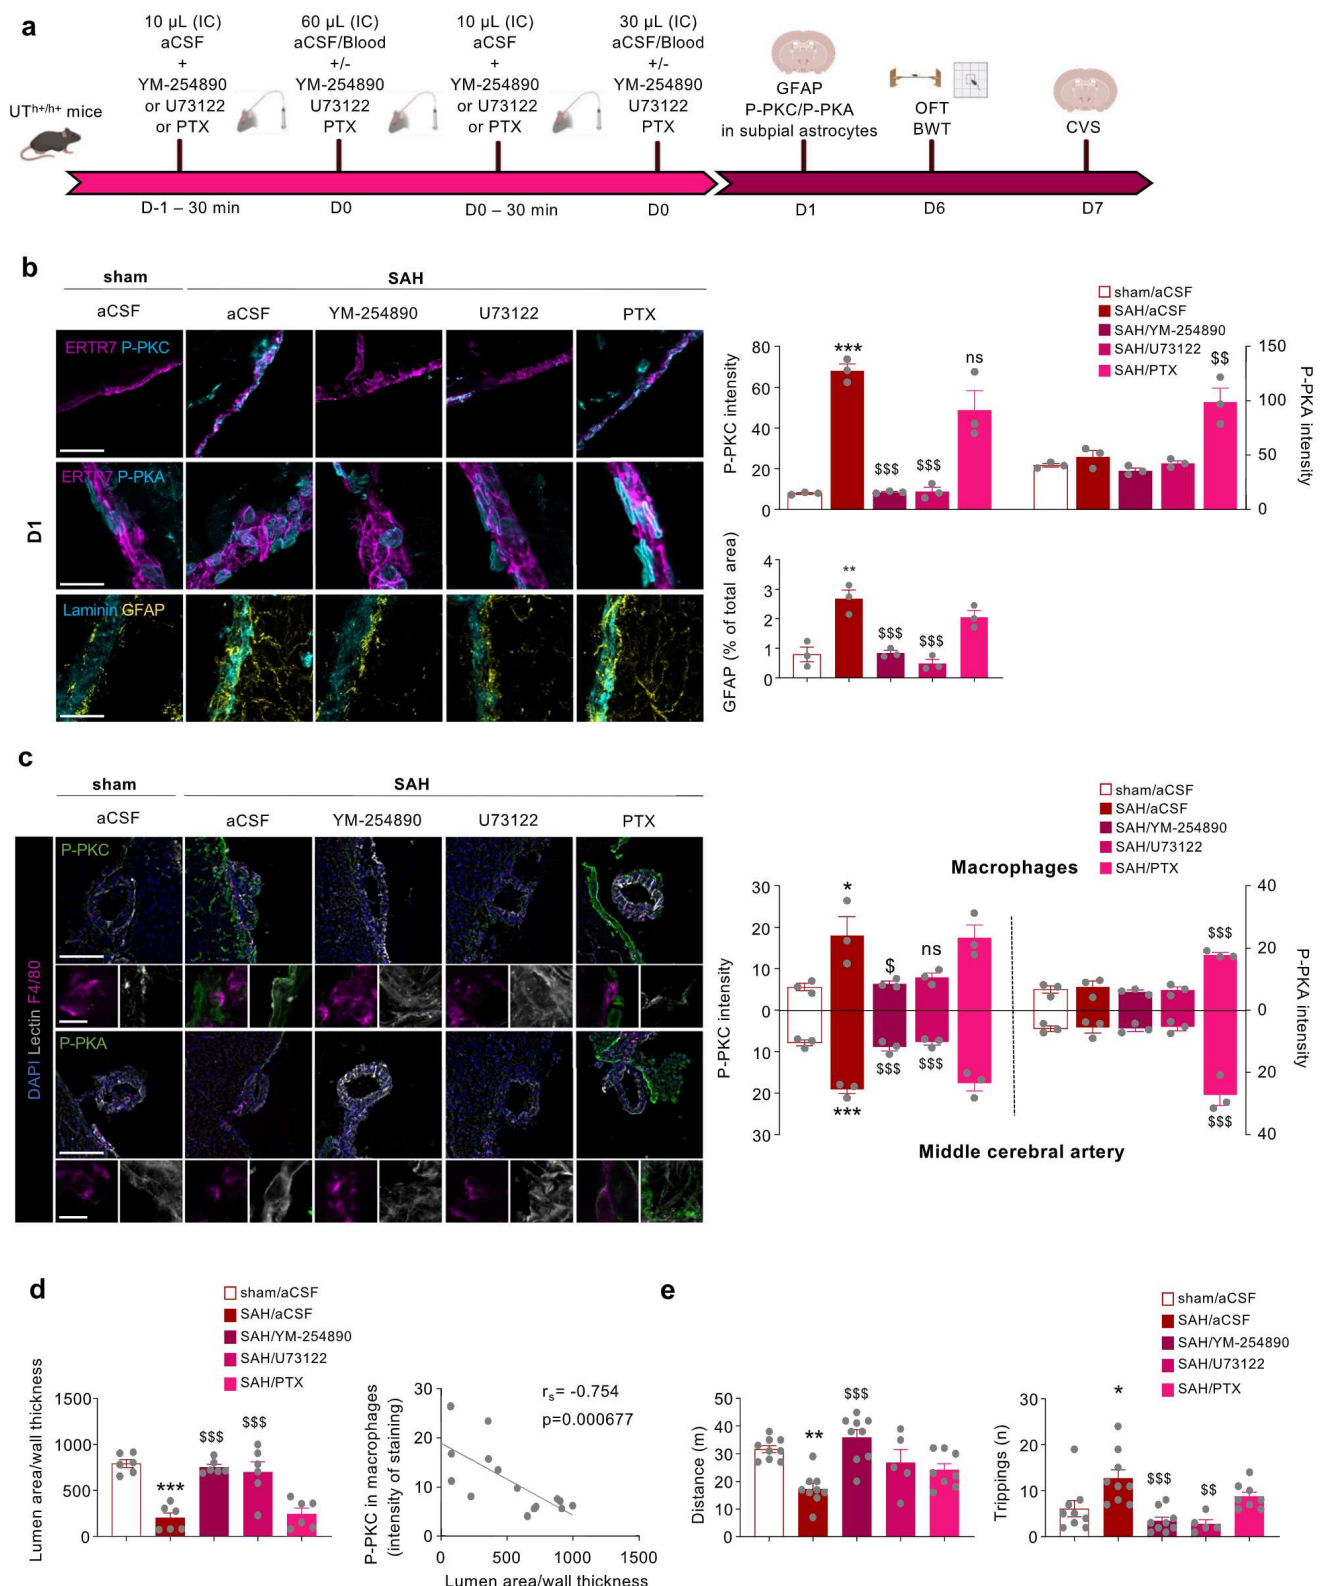 a
UTh+/h+ mice
10 µL (IC)
aCSF
+
YM-254890
or U73122
or PTX
60 µL (IC)
aCSF/Blood
+/-
YM-254890
U73122
PTX
10 µL (IC)
aCSF
+
YM-254890
or U73122
or PTX
30 µL (IC)
aCSF/Blood
+/-
YM-254890
U73122
PTX
GFAP
P-PKC/P-PKA
in subpial astrocytes
OFT
BWT
CVS
D-1 – 30 min
D0
D0 – 30 min
D0
D1
D6
D7
b
sham
SAH
aCSF
aCSF
YM-254890
U73122
PTX
D1
ERTR7 P-PKC
ERTR7 P-PKA
Laminin GFAP
sham/aCSF
SAH/aCSF
SAH/YM-254890
SAH/U73122
SAH/PTX
P-PKC intensity
80
60
40
20
0
***
$$$
$$$
ns
$$
150
100
50
0
P-PKA intensity
GFAP (% of total area)
4
3
2
1
0
**
$$$
$$$
c
sham
SAH
aCSF
aCSF
YM-254890
U73122
PTX
DAPI Lectin F4/80
P-PKC
P-PKA
sham/aCSF
SAH/aCSF
SAH/YM-254890
SAH/U73122
SAH/PTX
Macrophages
P-PKC intensity
30
20
10
0
10
20
30
*
$
ns
$$$
$$$
$$$
***
$$$
40
20
0
20
40
P-PKA intensity
Middle cerebral artery
d
sham/aCSF
SAH/aCSF
SAH/YM-254890
SAH/U73122
SAH/PTX
Lumen area/wall thickness
1500
1000
500
0
***
$$$
$$$
P-PKC in macrophages
(intensity of staining)
30
20
10
0
rs= -0.754
p=0.000677
0
500
1000
1500
Lumen area/wall thickness
e
sham/aCSF
SAH/aCSF
SAH/YM-254890
SAH/U73122
SAH/PTX
Distance (m)
50
40
30
20
10
0
**
$$$
Trippings (n)
30
20
10
0
*
$$$
$$